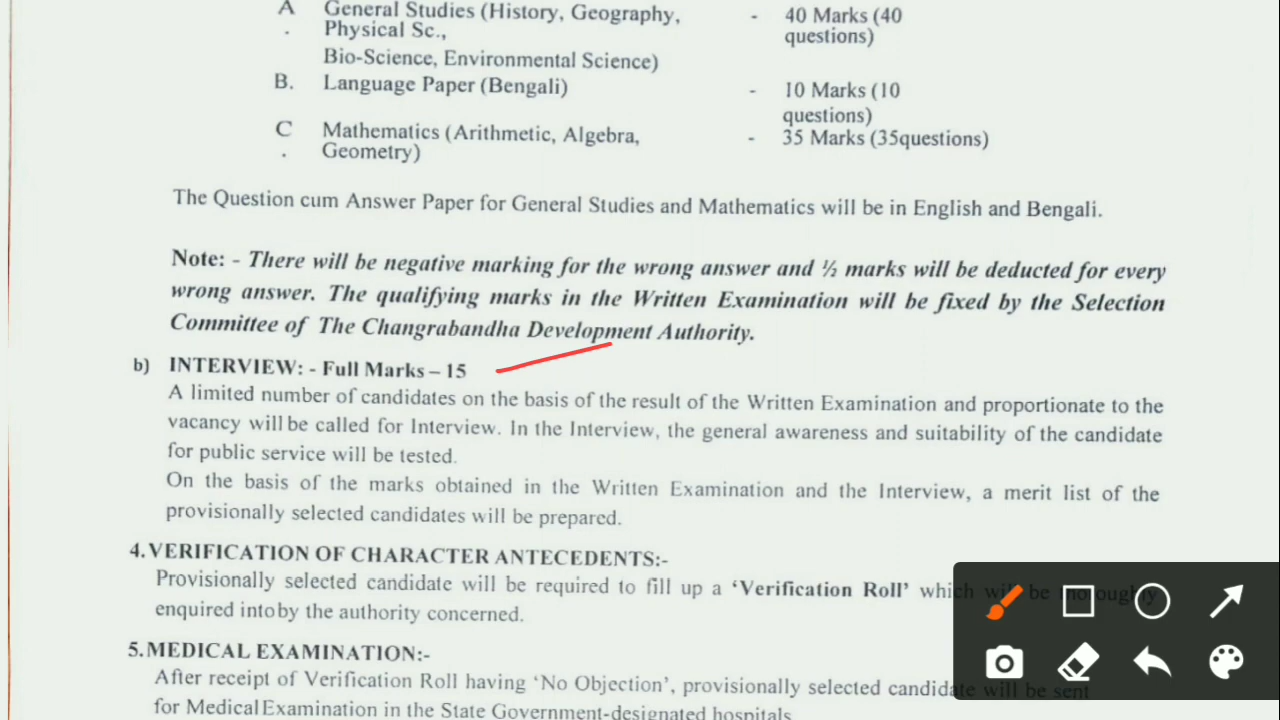 A General Studies (History, Geography, - 40 Marks (40
. Physical Sc., questions)
Bio-Science, Environmental Science)
B. Language Paper (Bengali) - 10 Marks (10
questions)
C Mathematics (Arithmetic, Algebra, - 35 Marks (35questions)
. Geometry)
The Question cum Answer Paper for General Studies and Mathematics will be in English and Bengali.
Note: - There will be negative marking for the wrong answer and ½ marks will be deducted for every
wrong answer. The qualifying marks in the Written Examination will be fixed by the Selection
Committee of The Changrabandha Development Authority.
b) INTERVIEW: - Full Marks – 15
A limited number of candidates on the basis of the result of the Written Examination and proportionate to the
vacancy will be called for Interview. In the Interview, the general awareness and suitability of the candidate
for public service will be tested.
On the basis of the marks obtained in the Written Examination and the Interview, a merit list of the
provisionally selected candidates will be prepared.
4. VERIFICATION OF CHARACTER ANTECEDENTS:-
Provisionally selected candidate will be required to fill up a ‘Verification Roll’ which will be thoroughly
enquired into by the authority concerned.
5. MEDICAL EXAMINATION:-
After receipt of Verification Roll having ‘No Objection’, provisionally selected candidate will be sent
for Medical Examination in the State Government-designated hospitals.